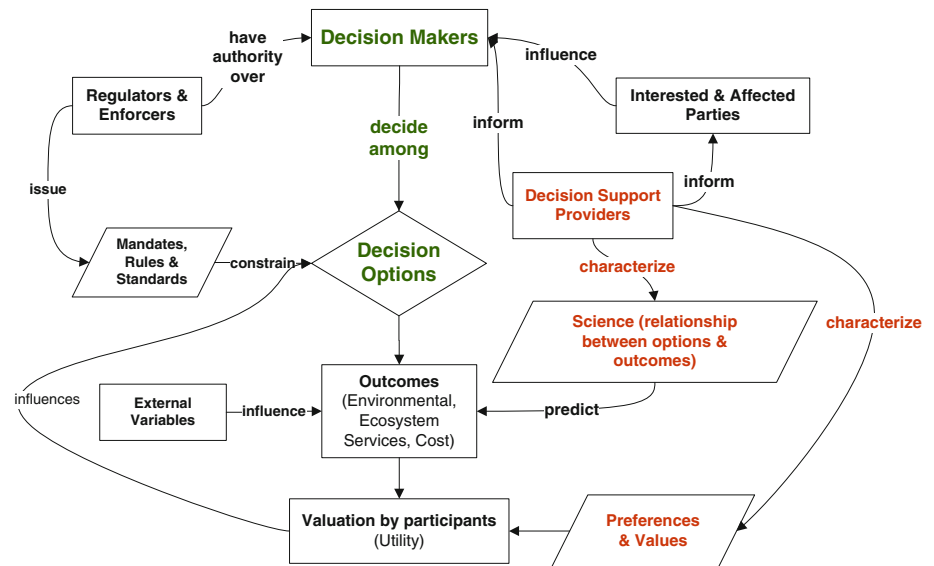 Decision Makers
have
authority
over
influence
Regulators &
Enforcers
Interested & Affected
Parties
decide
among
inform
issue
inform
Decision Support
Providers
Mandates,
Rules &
Standards
constrain
Decision
Options
characterize
Science (relationship
between options &
outcomes)
characterize
influences
External
Variables
influence
Outcomes
(Environmental,
Ecosystem
Services, Cost)
predict
Valuation by participants
(Utility)
Preferences
& Values